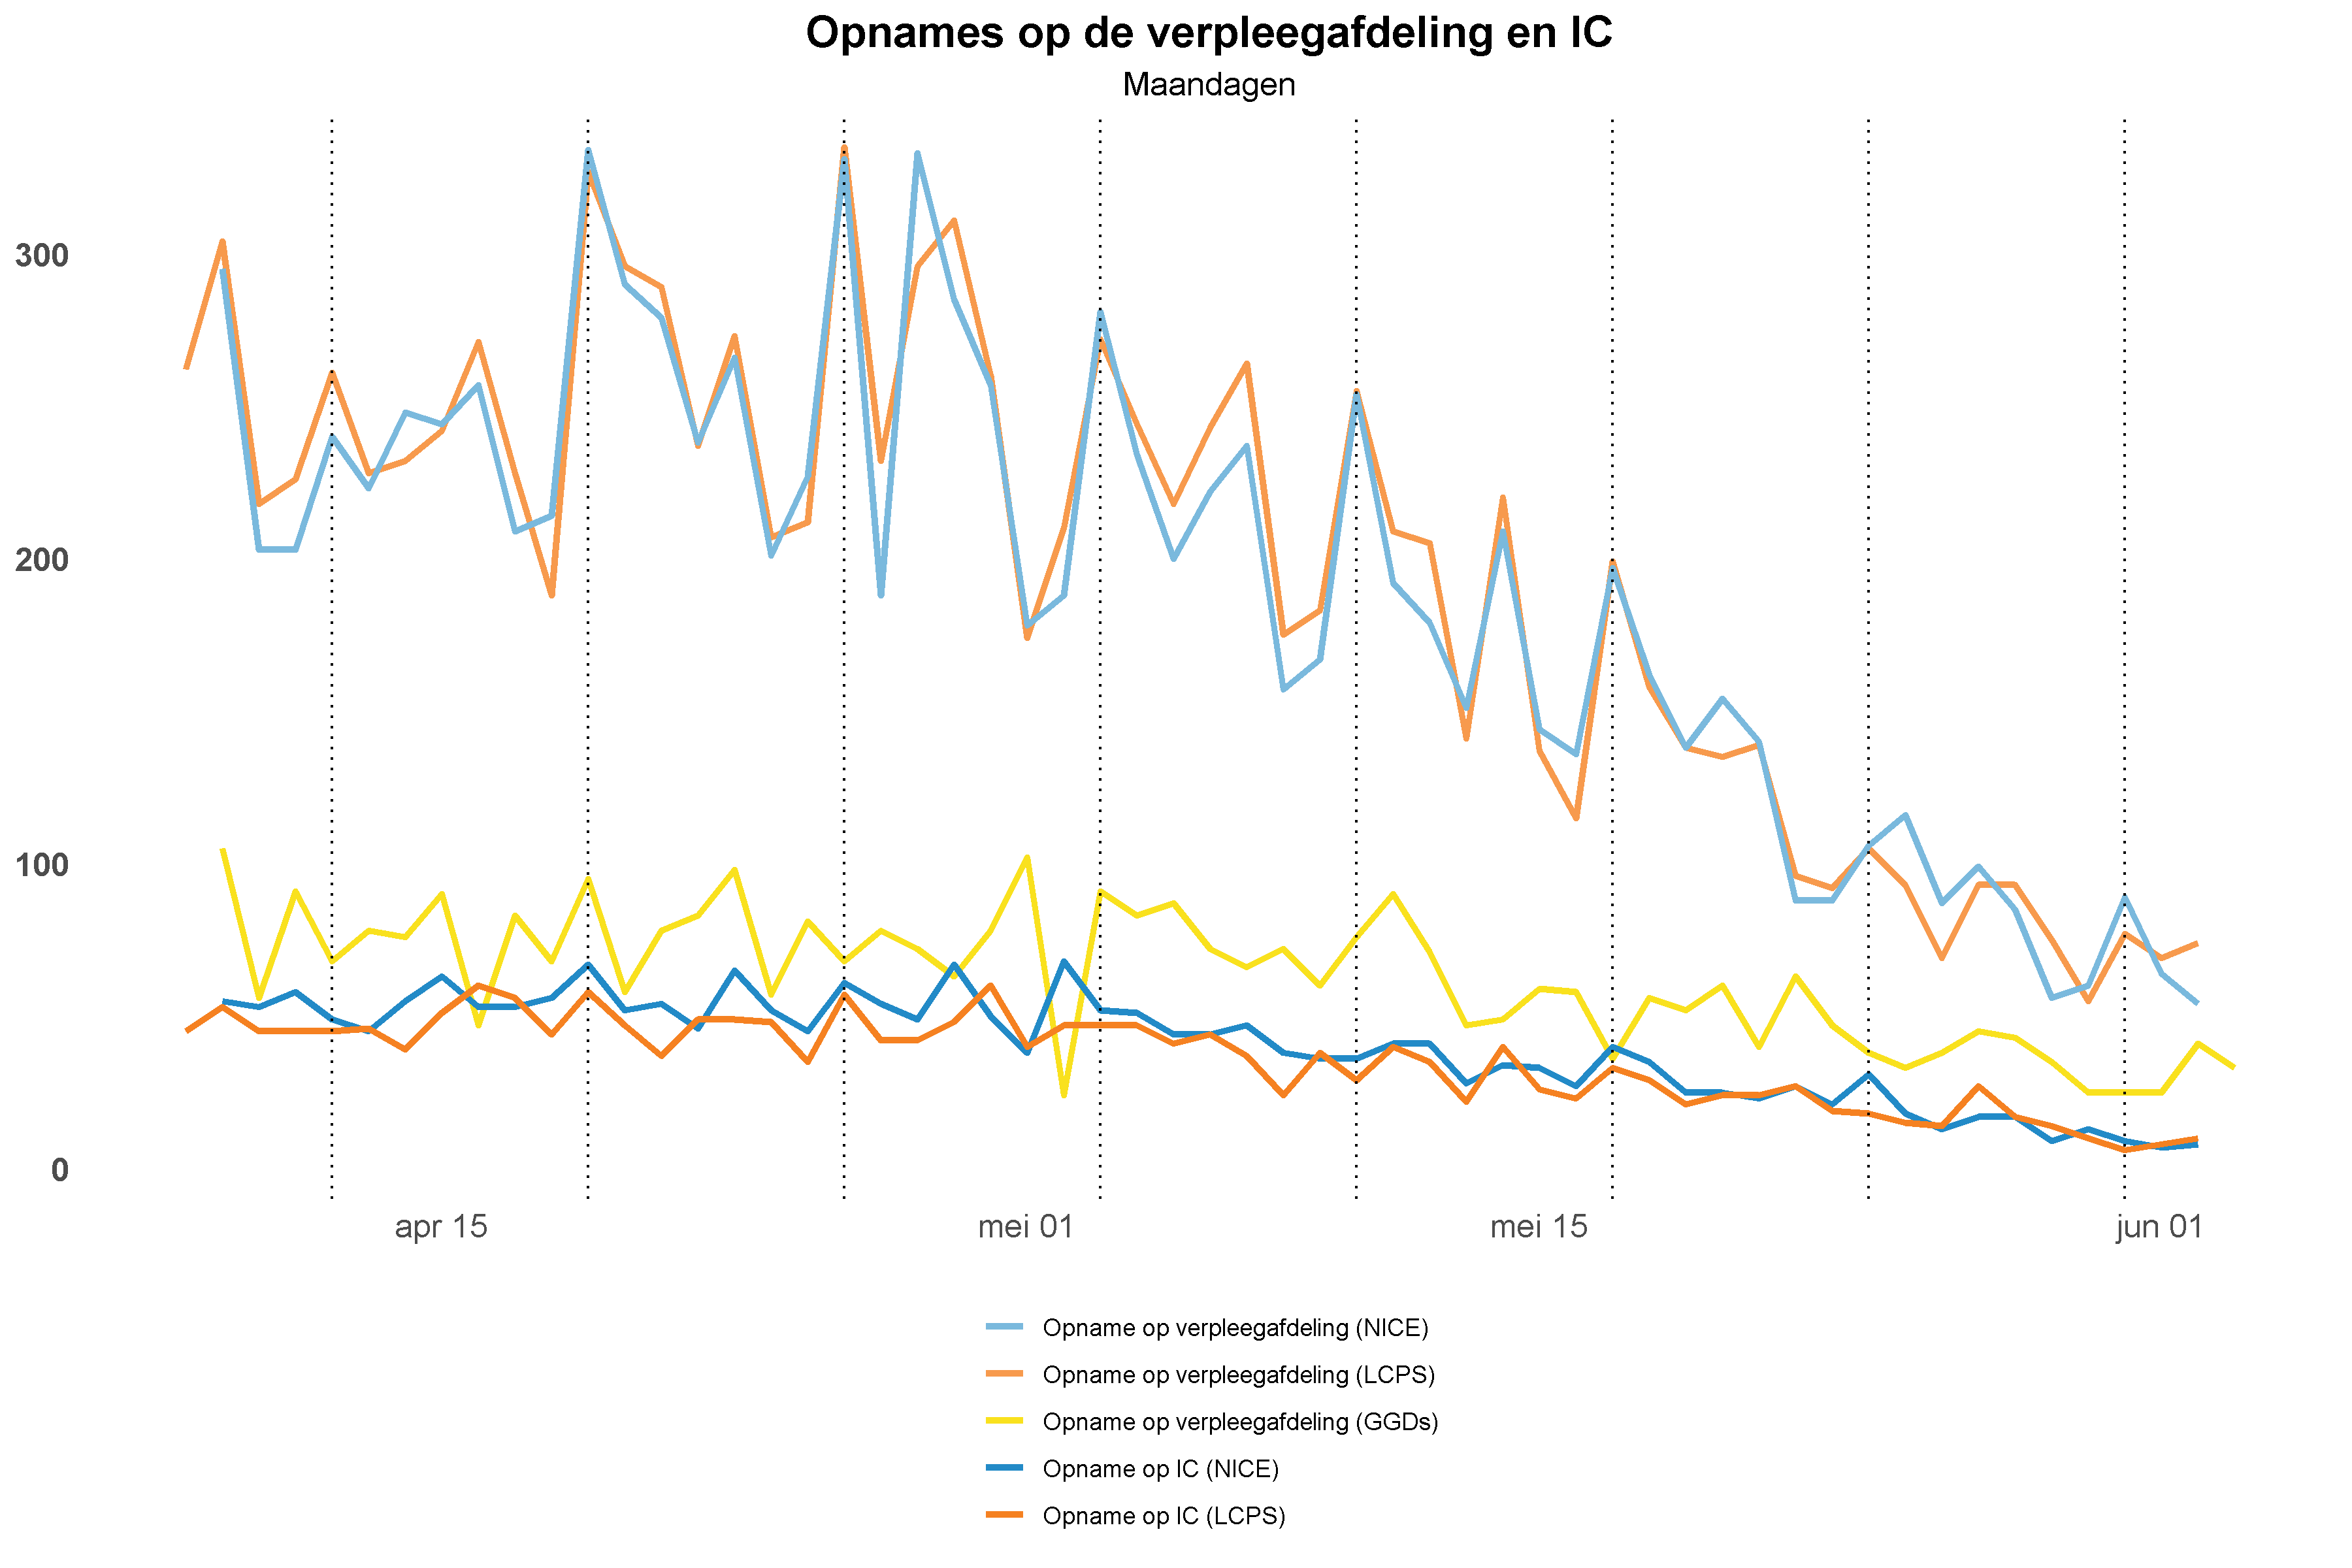 Opnames op de verpleegafdeling en IC
Maandagen
300
200
100
0
apr 15
mei 01
mei 15
jun 01
Opname op verpleegafdeling (NICE)
Opname op verpleegafdeling (LCPS)
Opname op verpleegafdeling (GGDs)
Opname op IC (NICE)
Opname op IC (LCPS)